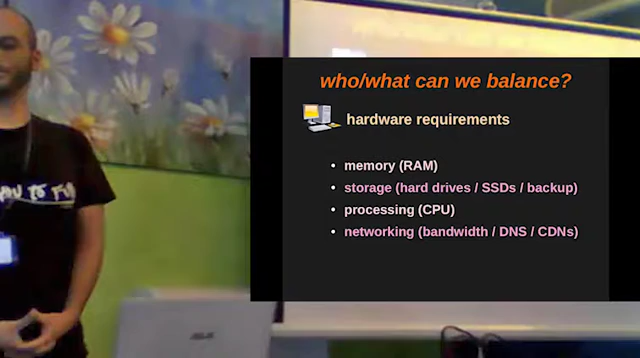 who/what can we balance?
hardware requirements
• memory (RAM)
• storage (hard drives / SSDs / backup)
• processing (CPU)
• networking (bandwidth / DNS / CDNs)
ASUS